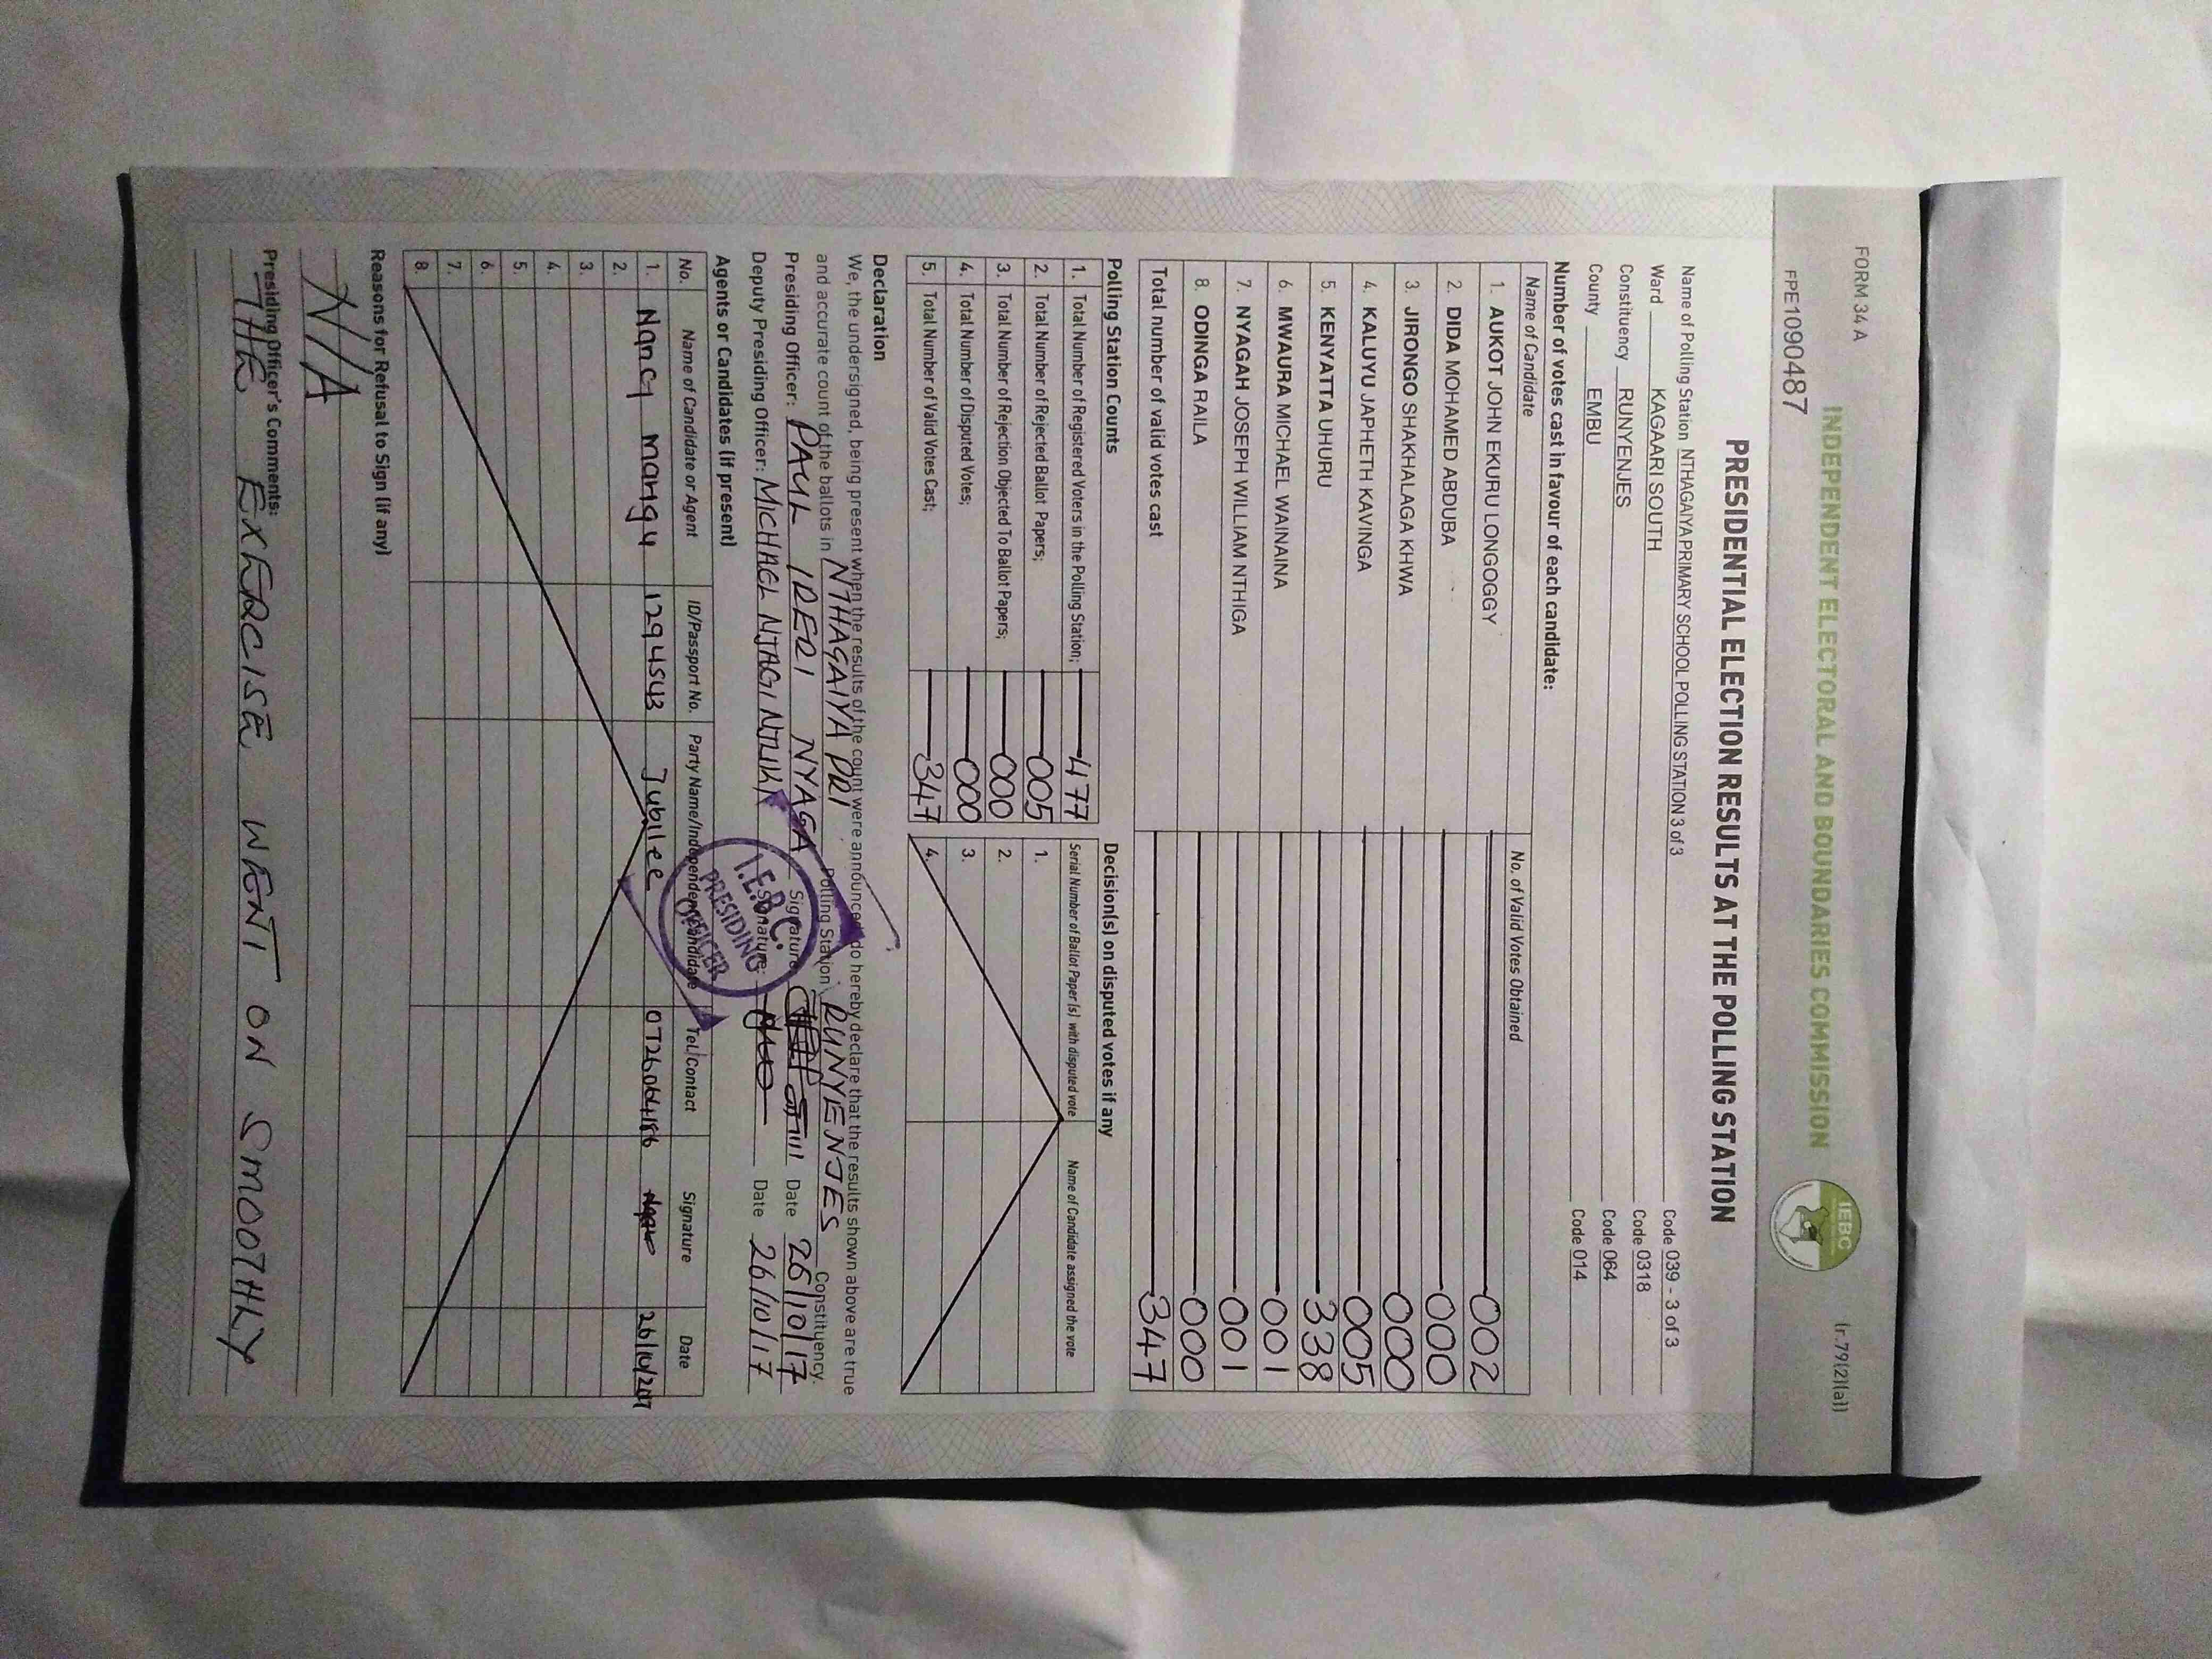 FORM 34 A
(r.79(2)(a))
INDEPENDENT ELECTORAL AND BOUNDARIES COMMISSION
IEBC
FPE1090487
PRESIDENTIAL ELECTION RESULTS AT THE POLLING STATION
Name of Polling Station NTHAGAIYA PRIMARY SCHOOL POLLING STATION 3 of 3 Code 039 - 3 of 3
Ward KAGAARI SOUTH Code 0318
Constituency RUNYENJES Code 064
County EMBU Code 014
Number of votes cast in favour of each candidate:
Name of Candidate No. of Valid Votes Obtained
1. AUKOT JOHN EKURU LONGOGGY 002
2. DIDA MOHAMED ABDUBA 000
3. JIRONGO SHAKHALAGA KHWA 000
4. KALUYU JAPHETH KAVINGA 005
5. KENYATTA UHURU 338
6. MWAURA MICHAEL WAINAINA 001
7. NYAGAH JOSEPH WILLIAM NTHIGA 001
8. ODINGA RAILA 000
Total number of valid votes cast 347
Polling Station Counts
1. Total Number of Registered Voters in the Polling Station; 477
2. Total Number of Rejected Ballot Papers; 005
3. Total Number of Rejection Objected To Ballot Papers; 000
4. Total Number of Disputed Votes; 000
5. Total Number of Valid Votes Cast; 347
Decision(s) on disputed votes if any
Serial Number of Ballot Paper (s) with disputed vote Name of Candidate assigned the vote
1.
2.
3.
4.
Declaration
We, the undersigned, being present when the results of the count were announced, do hereby declare that the results shown above are true
and accurate count of the ballots in NTHAGAIYA PRI Polling Station, RUNYENJES Constituency.
Presiding Officer: PAUL IRERI NYAGA Signature Date 26/10/17
Deputy Presiding Officer: MICHAEL NJAGI Signature: Date 26/10/17
I.E.B.C.
PRESIDING
OFFICER
Agents or Candidates (if present)
No. Name of Candidate or Agent ID/Passport No. Party Name/Independent Candidate Tel/Contact Signature Date
1. Nancy 1294543 Jubilee 26/10/2017
2.
3.
4.
5.
6.
7.
8.
Reasons for Refusal to Sign (if any)
N/A
Presiding Officer's Comments:
THE EXERCISE WENT ON SMOOTHLY